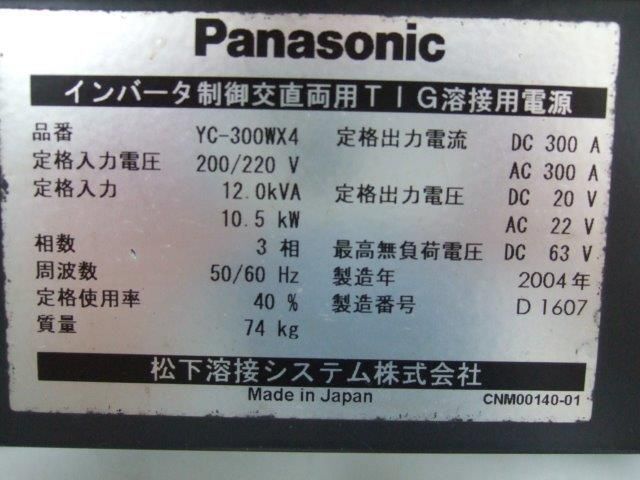 Panasonic
インバータ制御交直両用TIG溶接用電源
品番 YC-300WX4 定格出力電流 DC 300 A
定格入力電圧 200/220 V AC 300 A
定格入力 12.0kVA 定格出力電圧 DC 20 V
10.5 kW AC 22 V
相数 3 相 最高無負荷電圧 DC 63 V
周波数 50/60 Hz 製造年 2004年
定格使用率 40 % 製造番号 D 1607
質量 74 kg
松下溶接システム株式会社
Made in Japan CNM00140-01